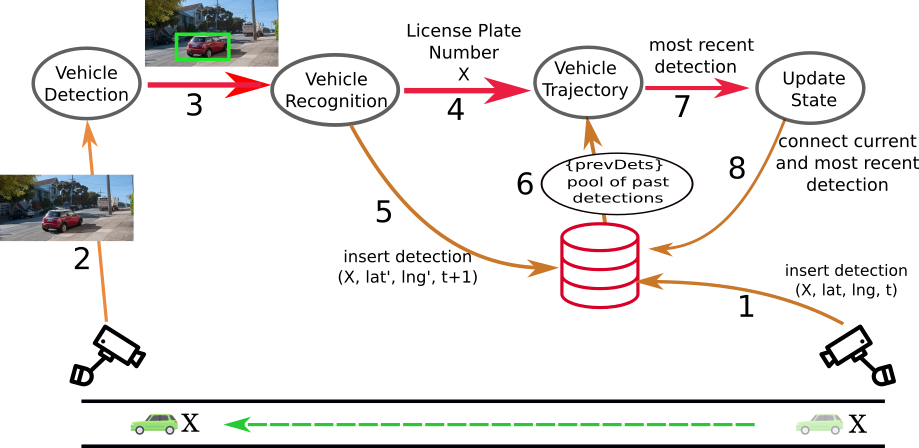 License Plate
Number
X
Vehicle
Detection
3
Vehicle
Recognition
4
Vehicle
Trajectory
most recent
detection
7
Update
State
connect current
and most recent
detection
8
{prevDets}
pool of past
detections
6
5
insert detection
(X, lat', lng', t+1)
2
insert detection
(X, lat, lng, t)
1
X
X